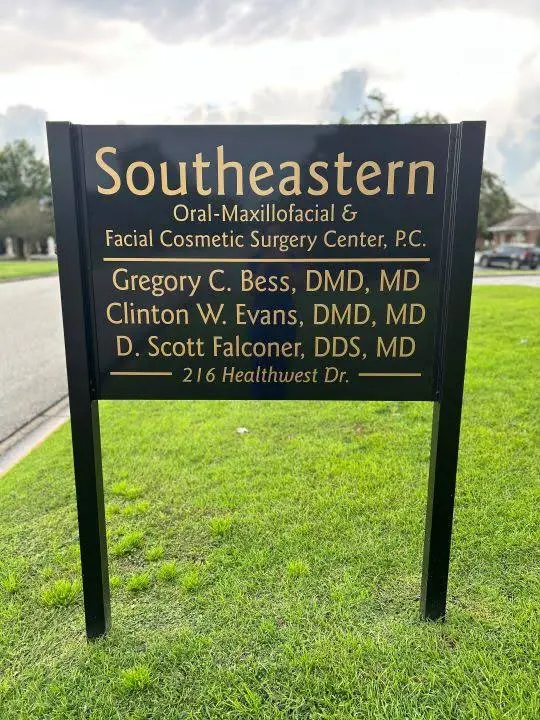 Southeastern
Oral-Maxillofacial &
Facial Cosmetic Surgery Center, P.C.
Gregory C. Bess, DMD, MD
Clinton W. Evans, DMD, MD
D. Scott Falconer, DDS, MD
216 Healthwest Dr.